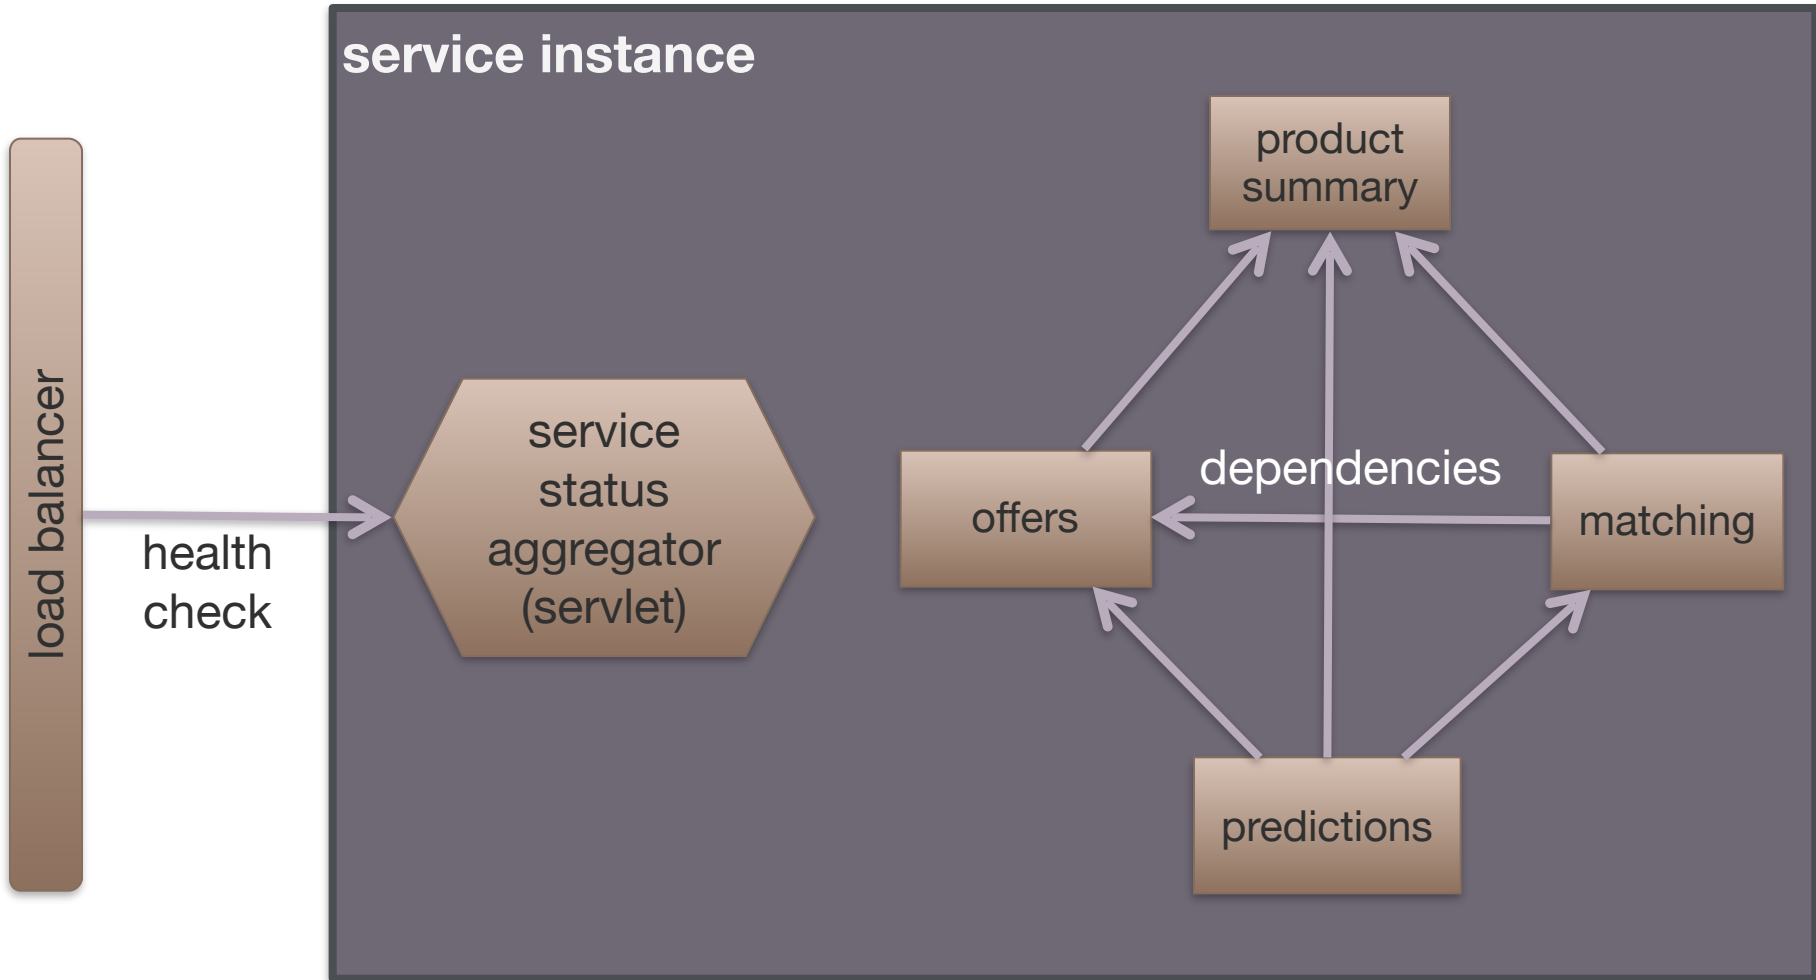 service instance
product
summary
load balancer
health
check
service
status
aggregator
(servlet)
offers
dependencies
matching
predictions